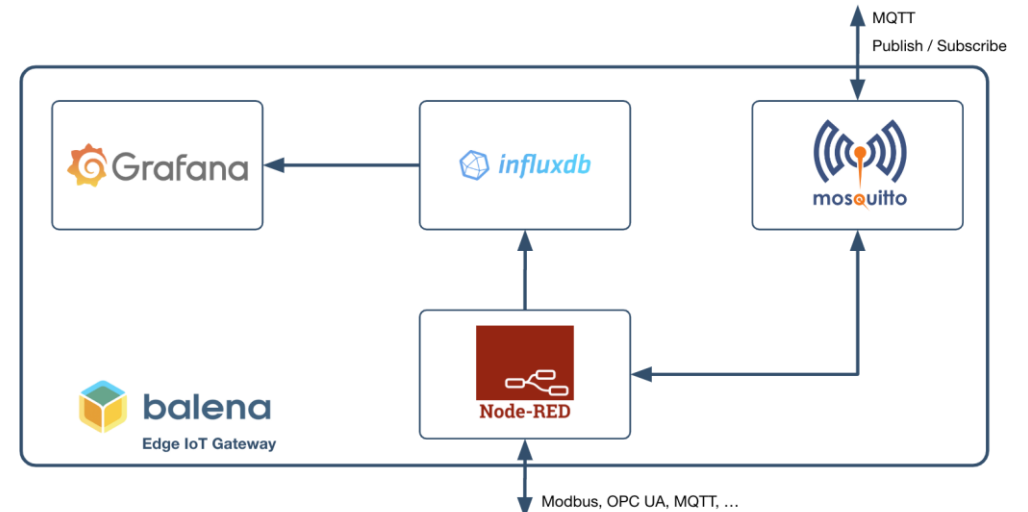 MQTT
Publish / Subscribe
Grafana
influxdb
mosquitto
Node-RED
balena
Edge IoT Gateway
Modbus, OPC UA, MQTT, ...